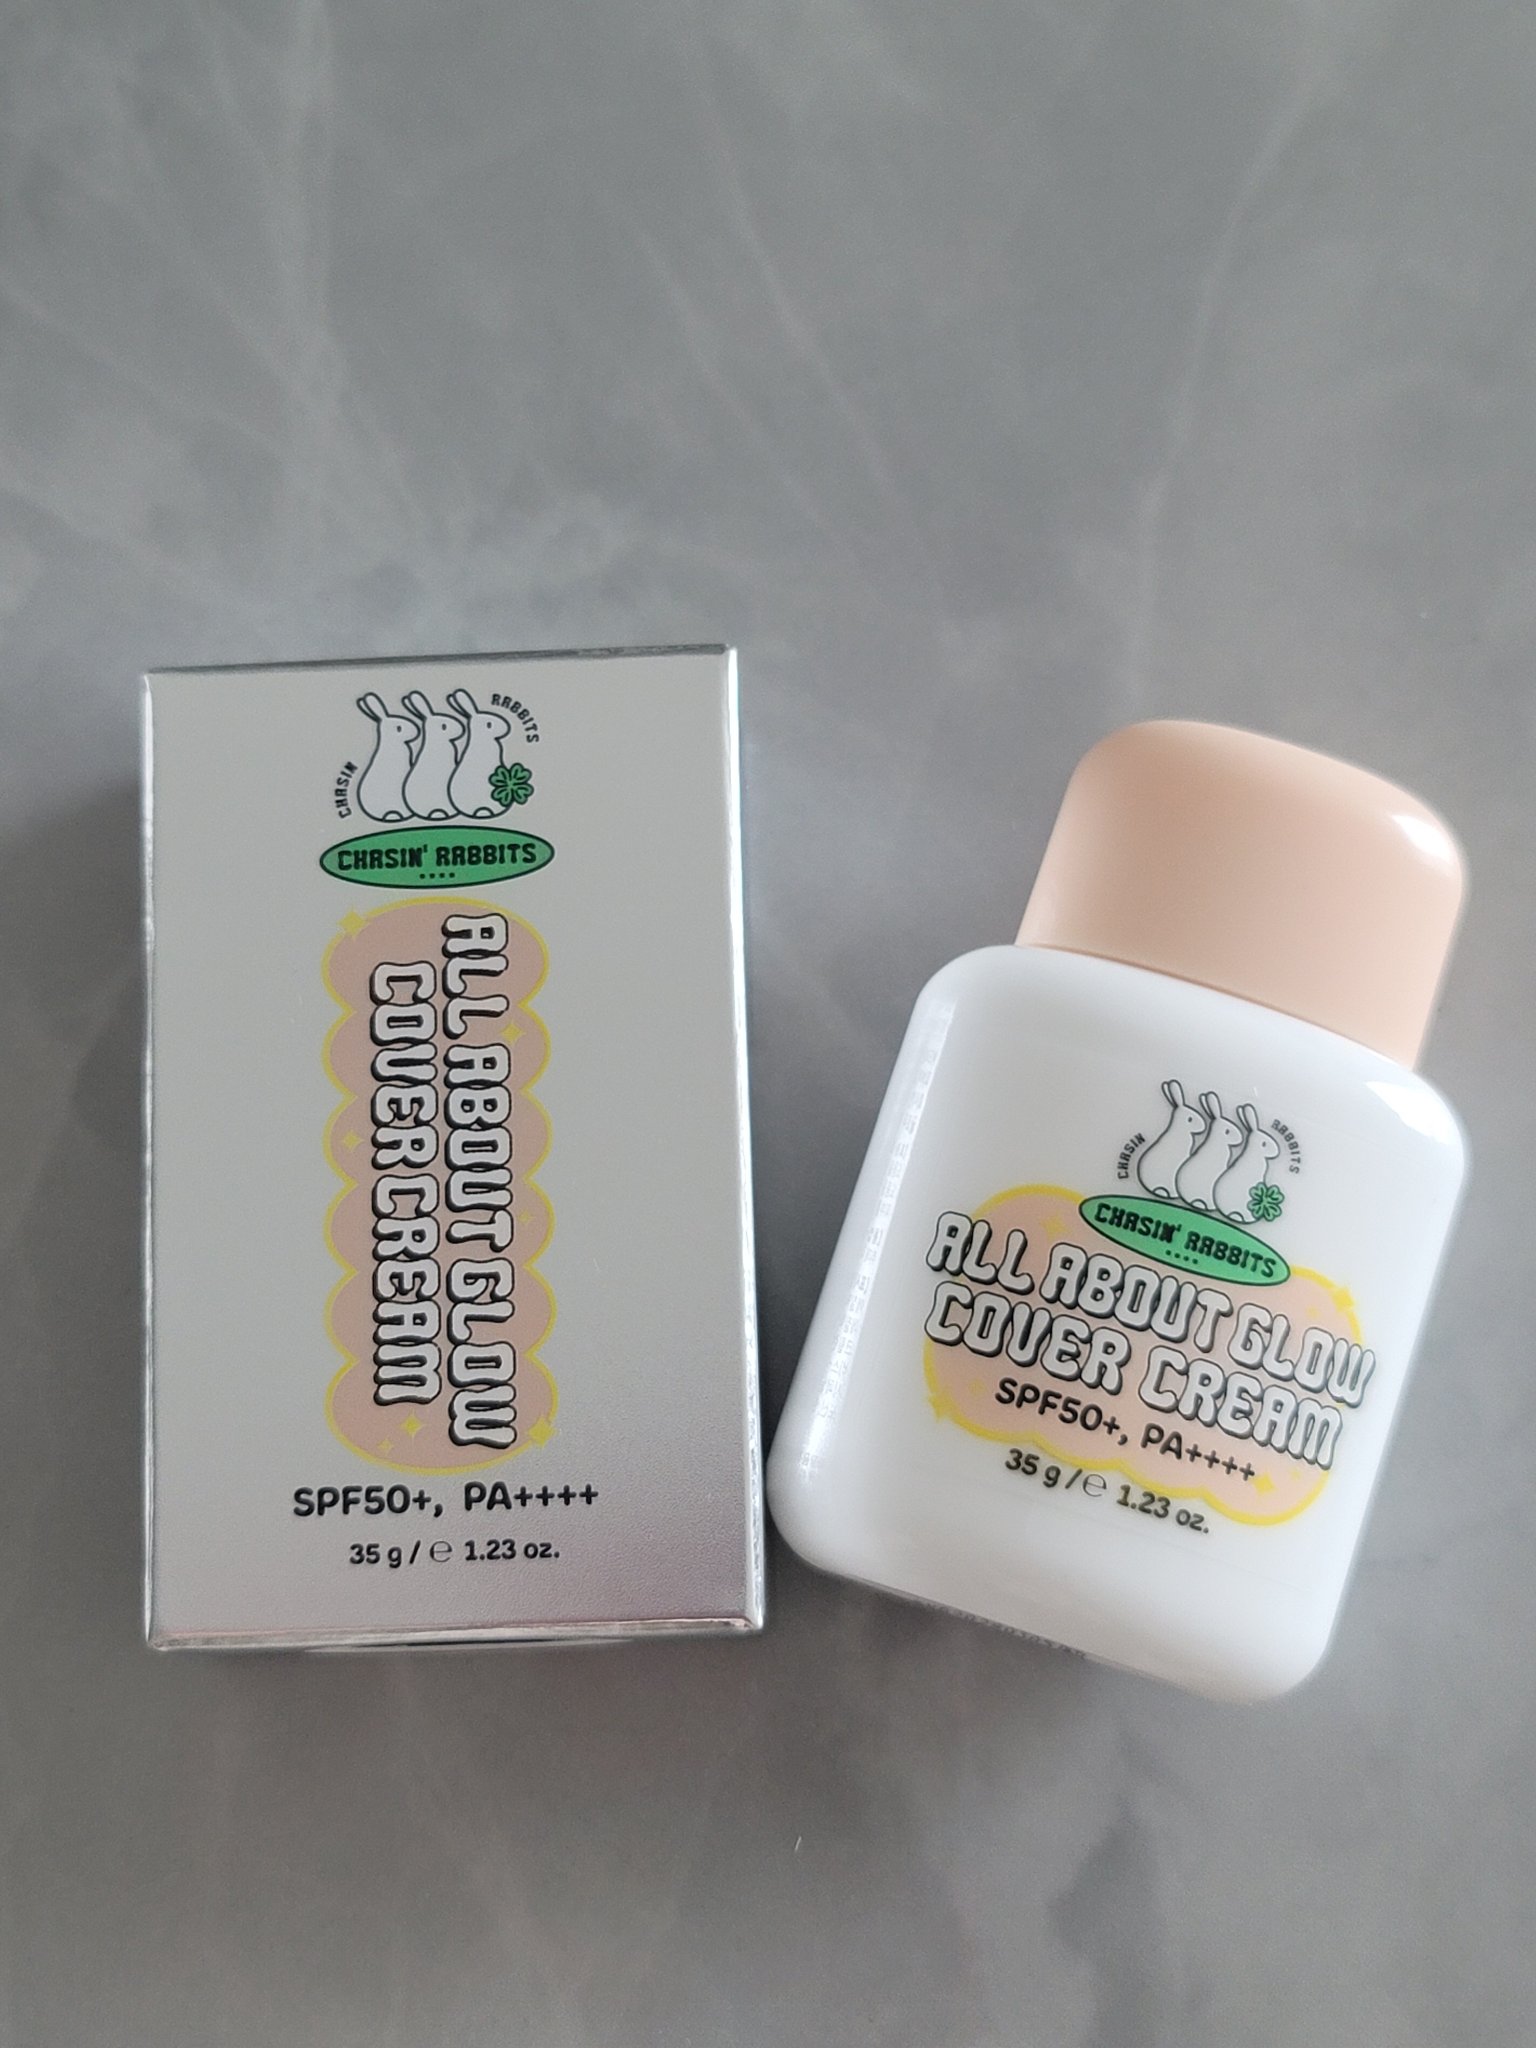 CHASIN RABBITS
CHASIN' RABBITS
ALL ABOUT GLOW
COVER CREAM
SPF50+, PA++++
35 g / ℮ 1.23 oz.
CHASIN RABBITS
CHASIN' RABBITS
ALL ABOUT GLOW
COVER CREAM
SPF50+, PA++++
35 g / ℮ 1.23 oz.